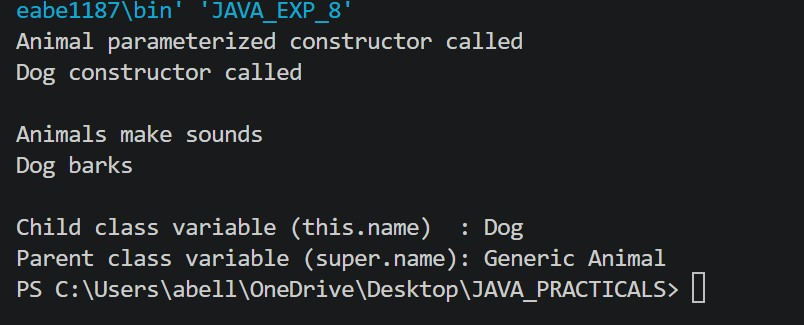 eabe1187\bin' 'JAVA_EXP_8'
Animal parameterized constructor called
Dog constructor called
Animals make sounds
Dog barks
Child class variable (this.name)  : Dog
Parent class variable (super.name): Generic Animal
PS C:\Users\abell\OneDrive\Desktop\JAVA_PRACTICALS>